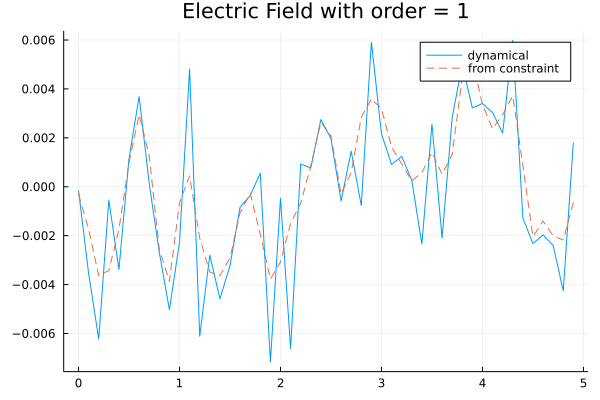 Electric Field with order = 1
dynamical
from constraint
0.006
0.004
0.002
0.000
−0.002
−0.004
−0.006
0 1 2 3 4 5